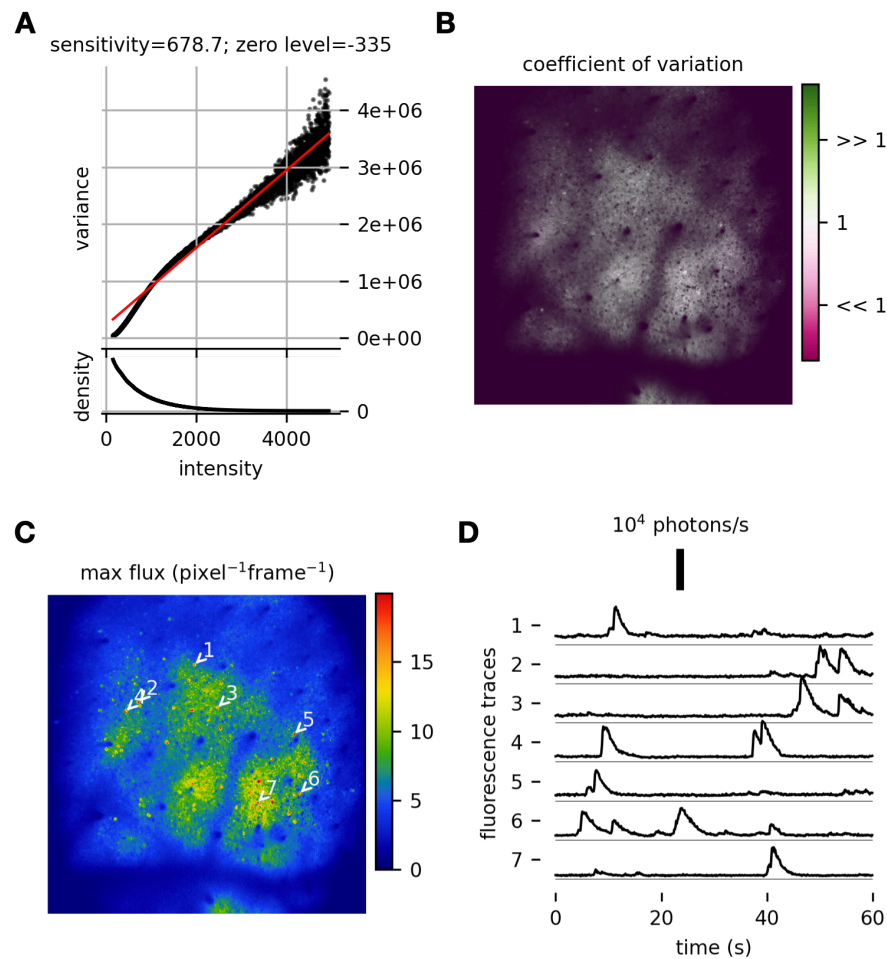 A
sensitivity=678.7; zero level=-335
variance
4e+06
3e+06
2e+06
1e+06
0e+00
density
0
0 2000 4000
intensity
B
coefficient of variation
>> 1
1
<< 1
C
max flux (pixel⁻¹frame⁻¹)
1
2
3
4
5
6
7
15
10
5
0
D
10⁴ photons/s
fluorescence traces
1
2
3
4
5
6
7
0 20 40 60
time (s)